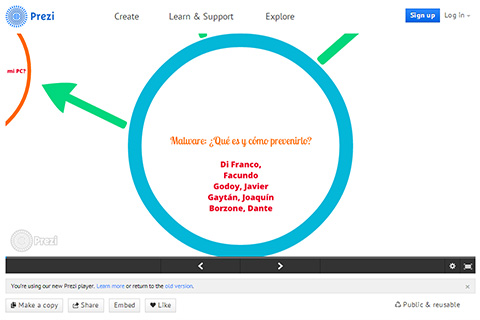 Prezi
Create
Learn & Support
Explore
Sign up
Log in
mi PC?
Malware: ¿Qué es y cómo prevenirlo?
Di Franco,
Facundo
Godoy, Javier
Gaytán, Joaquín
Borzone, Dante
Prezi
You're using our new Prezi player. Learn more or return to the old version.
Make a copy
Share
Embed
Like
Public & reusable